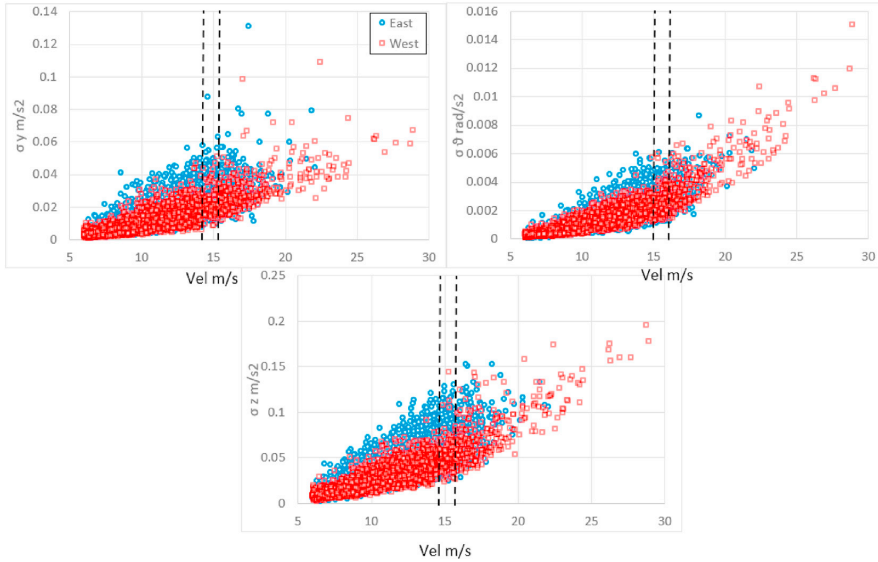 0.14
0.12
0.1
0.08
0.06
0.04
0.02
0
σ y m/s2
East
West
5 10 15 20 25 30
Vel m/s
0.016
0.014
0.012
0.01
0.008
0.006
0.004
0.002
0
σ ϑ rad/s2
5 10 15 20 25 30
Vel m/s
0.25
0.2
0.15
0.1
0.05
0
σ z m/s2
5 10 15 20 25 30
Vel m/s